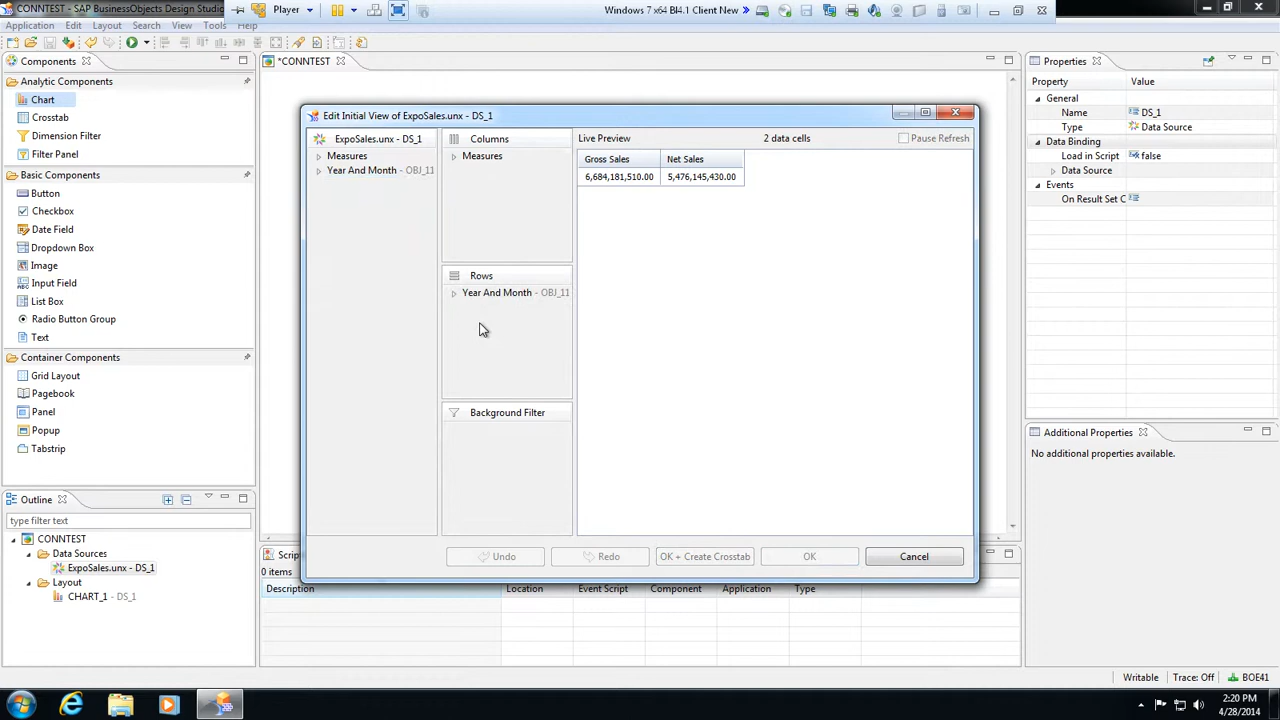 CONNTEST - SAP BusinessObjects Design Studio
Player
Windows 7 x64 BI4.1 Client New
Application Edit Layout Search Tools Help
Components
Analytic Components
Chart
Crosstab
Dimension Filter
Filter Panel
Basic Components
Button
Checkbox
Date Field
Dropdown Box
Image
Input Field
List Box
Radio Button Group
Text
Container Components
Grid Layout
Pagebook
Panel
Popup
Tabstrip
Outline
type filter text
CONNTEST
Data Sources
ExpoSales.unx - DS_1
Layout
CHART_1 - DS_1
*CONNTEST
Edit Initial View of ExpoSales.unx - DS_1
ExpoSales.unx - DS_1
Measures
Year And Month - OBJ_11
Columns
Measures
Rows
Year And Month - OBJ_11
Background Filter
Live Preview 2 data cells Pause Refresh
Gross Sales Net Sales
6,684,181,510.00 5,476,145,430.00
Undo Redo OK + Create Crosstab OK Cancel
Scrip
0 items
Description Location Event Script Component Application Type
Properties
Property Value
General
Name DS_1
Type Data Source
Data Binding
Load in Script false
Data Source
Events
On Result Set C
Additional Properties
No additional properties available.
Writable Trace: Off BOE41
2:20 PM
4/28/2014